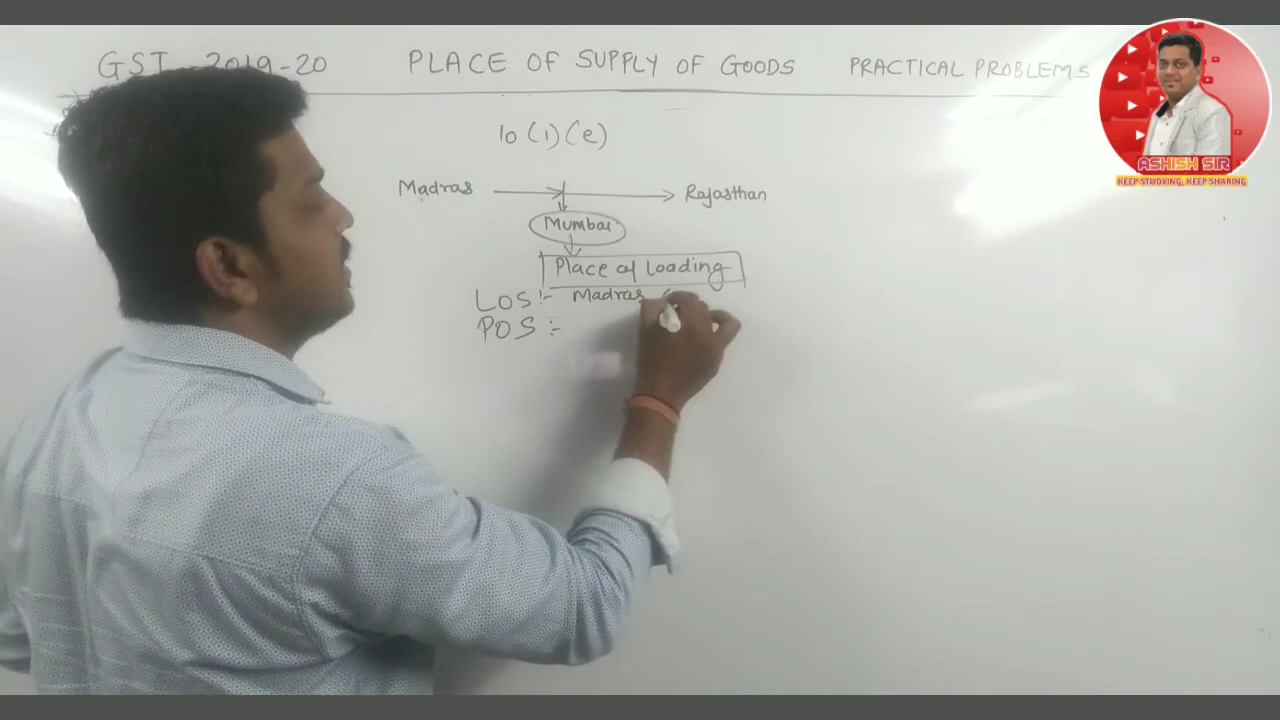 GST - 2019-20 PLACE OF SUPPLY OF GOODS PRACTICAL PROBLEMS
10 (1) (e)
Madras Rajasthan
Mumbai
Place of Loading
LOS :- Madras
POS :-
ASHISH SIR
KEEP STUDYING, KEEP SHARING